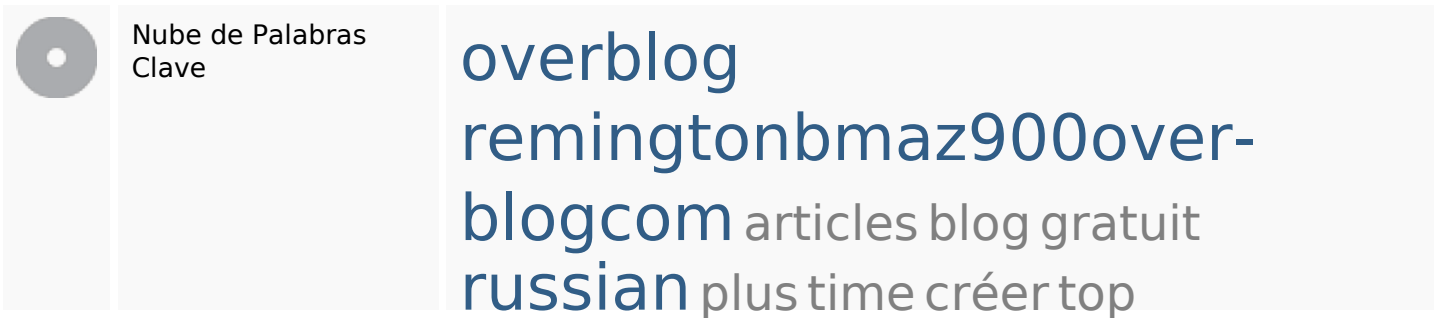 Nube de Palabras
Clave
overblog
remingtonbmaz900over-
blogcom articles blog gratuit
russian plus time créer top